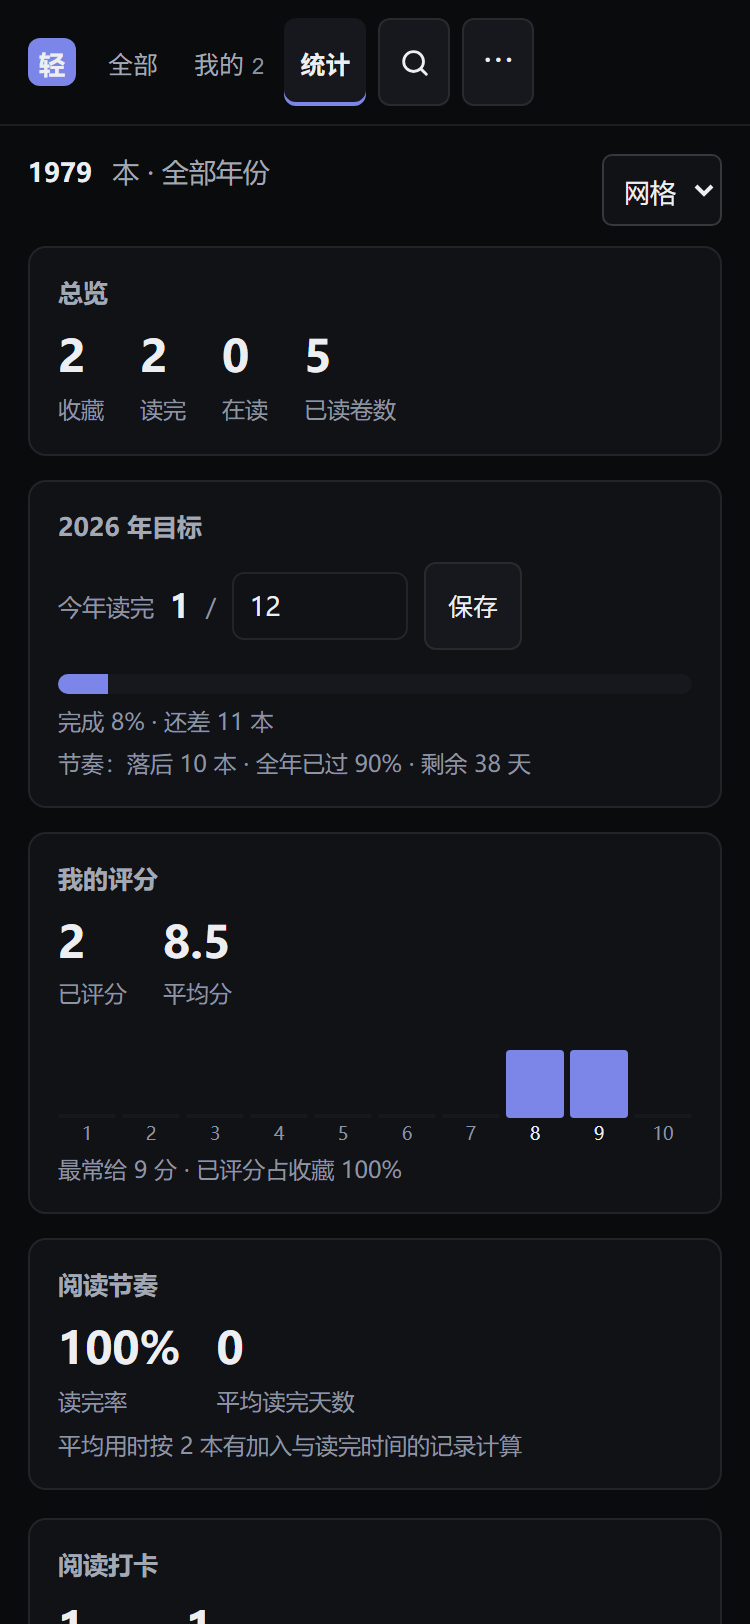 轻 全部 我的 2 统计 ···
1979 本 · 全部年份 网格
总览
2 2 0 5
收藏 读完 在读 已读卷数
2026 年目标
今年读完 1 / 12 保存
完成 8% · 还差 11 本
节奏：落后 10 本 · 全年已过 90% · 剩余 38 天
我的评分
2 8.5
已评分 平均分
1 2 3 4 5 6 7 8 9 10
最常给 9 分 · 已评分占收藏 100%
阅读节奏
100% 0
读完率 平均读完天数
平均用时按 2 本有加入与读完时间的记录计算
阅读打卡